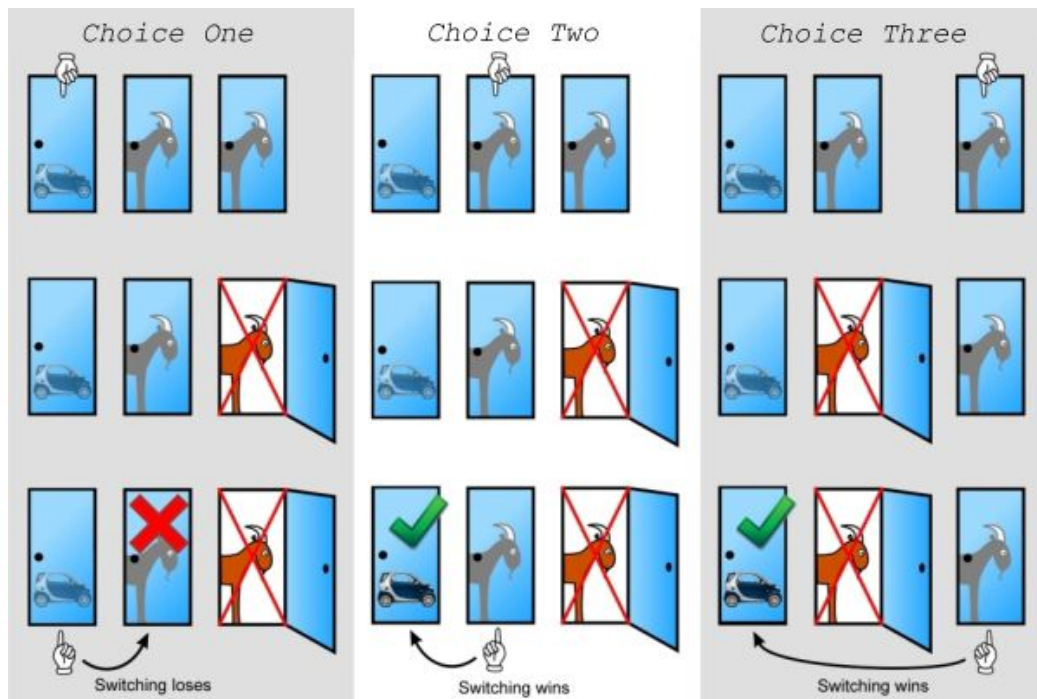 Choice One
Choice Two
Choice Three
Switching loses
Switching wins
Switching wins